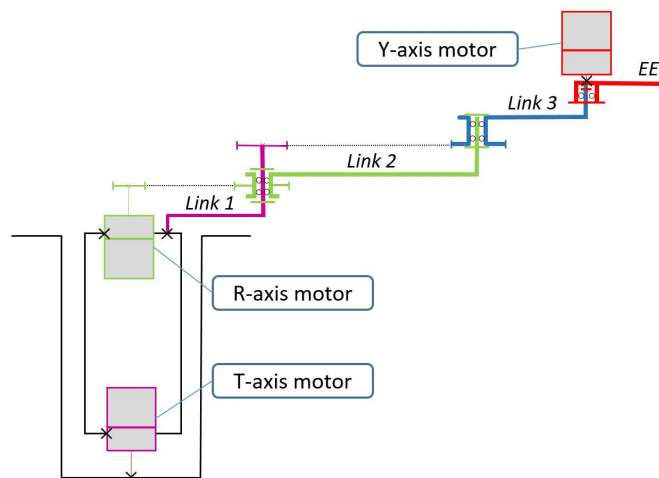 Y-axis motor
EE
Link 3
Link 2
Link 1
R-axis motor
T-axis motor